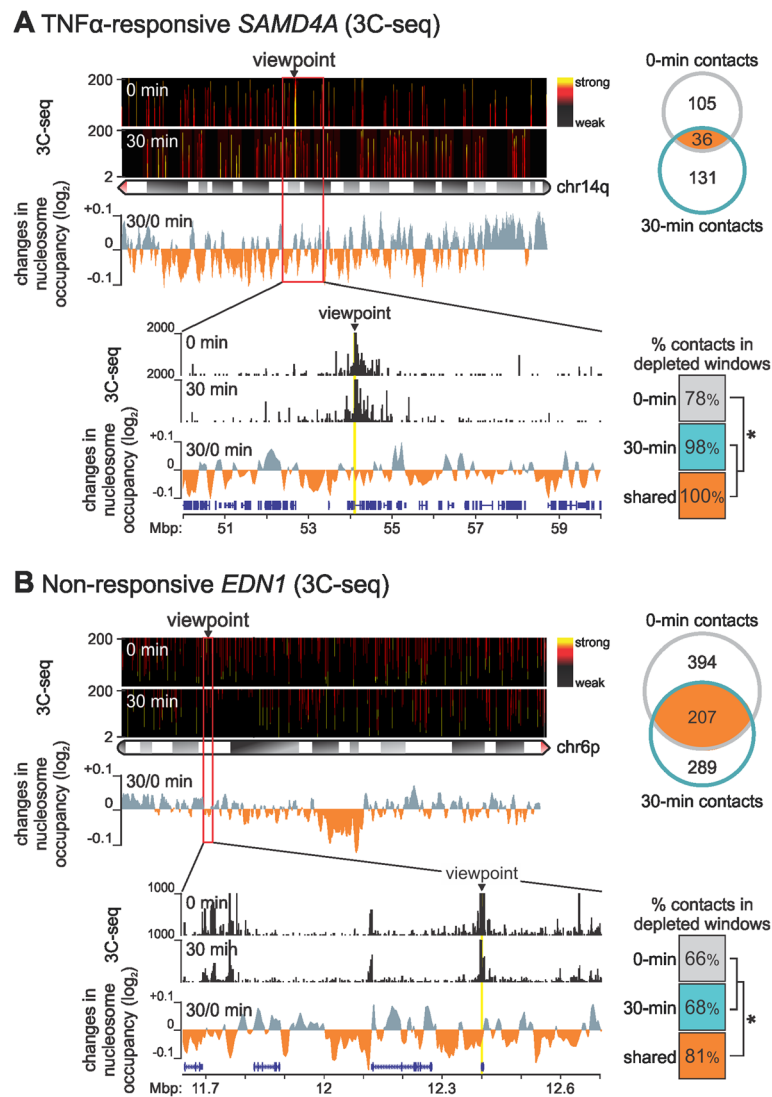 A TNFα-responsive SAMD4A (3C-seq)
viewpoint
0-min contacts
200
0 min
strong
3C-seq
200
weak
30 min
2
chr14q
105
36
131
30-min contacts
changes in
nucleosome
occupancy (log2)
+0.1
30/0 min
0
-0.1
viewpoint
2000
0 min
3C-seq
2000
30 min
changes in
nucleosome
occupancy (log2)
+0.1
30/0 min
0
-0.1
Mbp: 51 53 55 57 59
% contacts in
depleted windows
0-min 78%
30-min 98%
shared 100%
*
B Non-responsive EDN1 (3C-seq)
viewpoint
0-min contacts
200
0 min
strong
3C-seq
200
weak
30 min
2
chr6p
394
207
289
30-min contacts
changes in
nucleosome
occupancy (log2)
+0.1
30/0 min
0
-0.1
viewpoint
1000
0 min
3C-seq
1000
30 min
changes in
nucleosome
occupancy (log2)
+0.1
30/0 min
0
-0.1
Mbp: 11.7 12 12.3 12.6
% contacts in
depleted windows
0-min 66%
30-min 68%
shared 81%
*